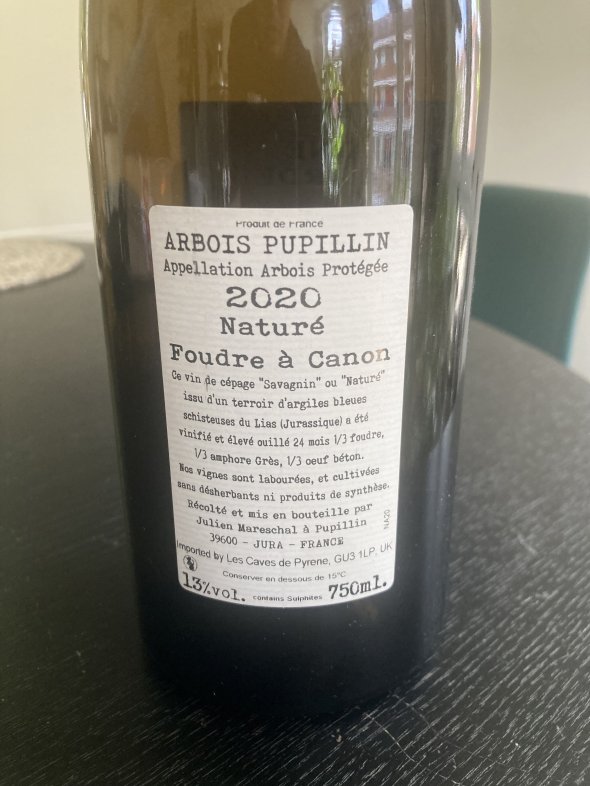 Produit de France
ARBOIS PUPILLIN
Appellation Arbois Protégée
2020
Naturé
Foudre à Canon
Ce vin de cépage "Savagnin" ou "Naturé"
issu d'un terroir d'argiles bleues
schisteuses du Lias (Jurassique) a été
vinifié et élevé ouillé 24 mois 1/3 foudre,
1/3 amphore Grès, 1/3 oeuf béton.
Nos vignes sont labourées, et cultivées
sans désherbants ni produits de synthèse.
Récolté et mis en bouteille par
Julien Mareschal à Pupillin
39600 - JURA - FRANCE
NA20
Imported by Les Caves de Pyrene, GU3 1LP, UK
Conserver en dessous de 15°C
13%vol. contains Sulphites 750ml.